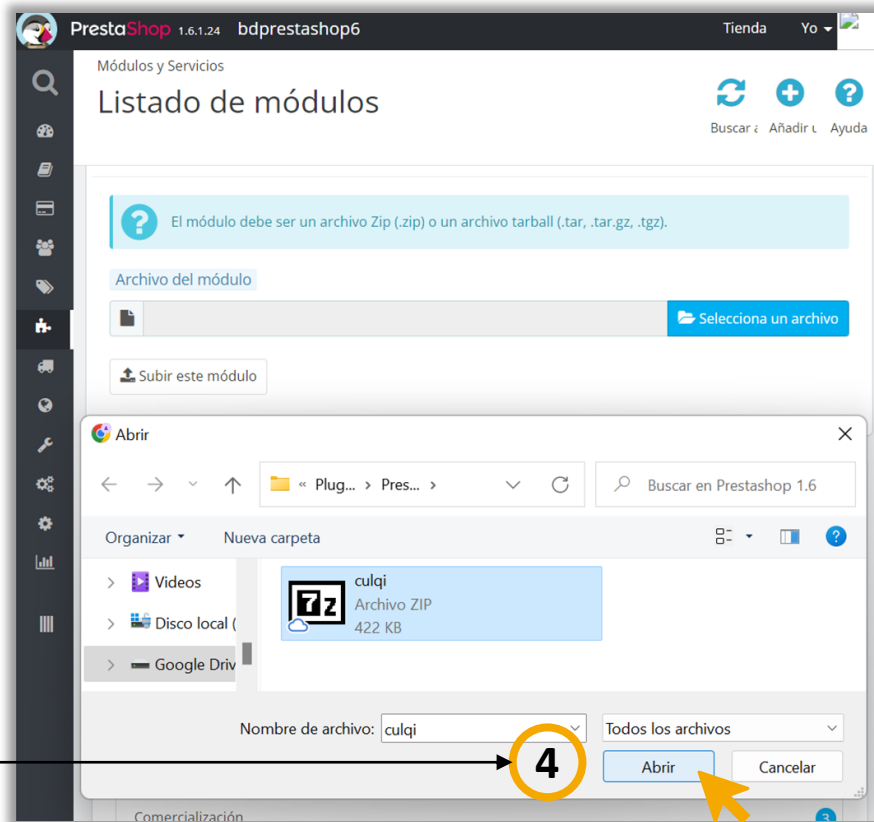 PrestaShop 1.6.1.24 bdprestashop6 Tienda Yo
Módulos y Servicios
Listado de módulos
Buscar a Añadir u Ayuda
El módulo debe ser un archivo Zip (.zip) o un archivo tarball (.tar, .tar.gz, .tgz).
Archivo del módulo
Selecciona un archivo
Subir este módulo
Abrir
« Plug... › Pres... ›
Buscar en Prestashop 1.6
Organizar
Nueva carpeta
Videos
Disco local (
Google Driv
7z
culqi
Archivo ZIP
422 KB
Nombre de archivo: culqi
Todos los archivos
4
Abrir
Cancelar
Comercialización
3